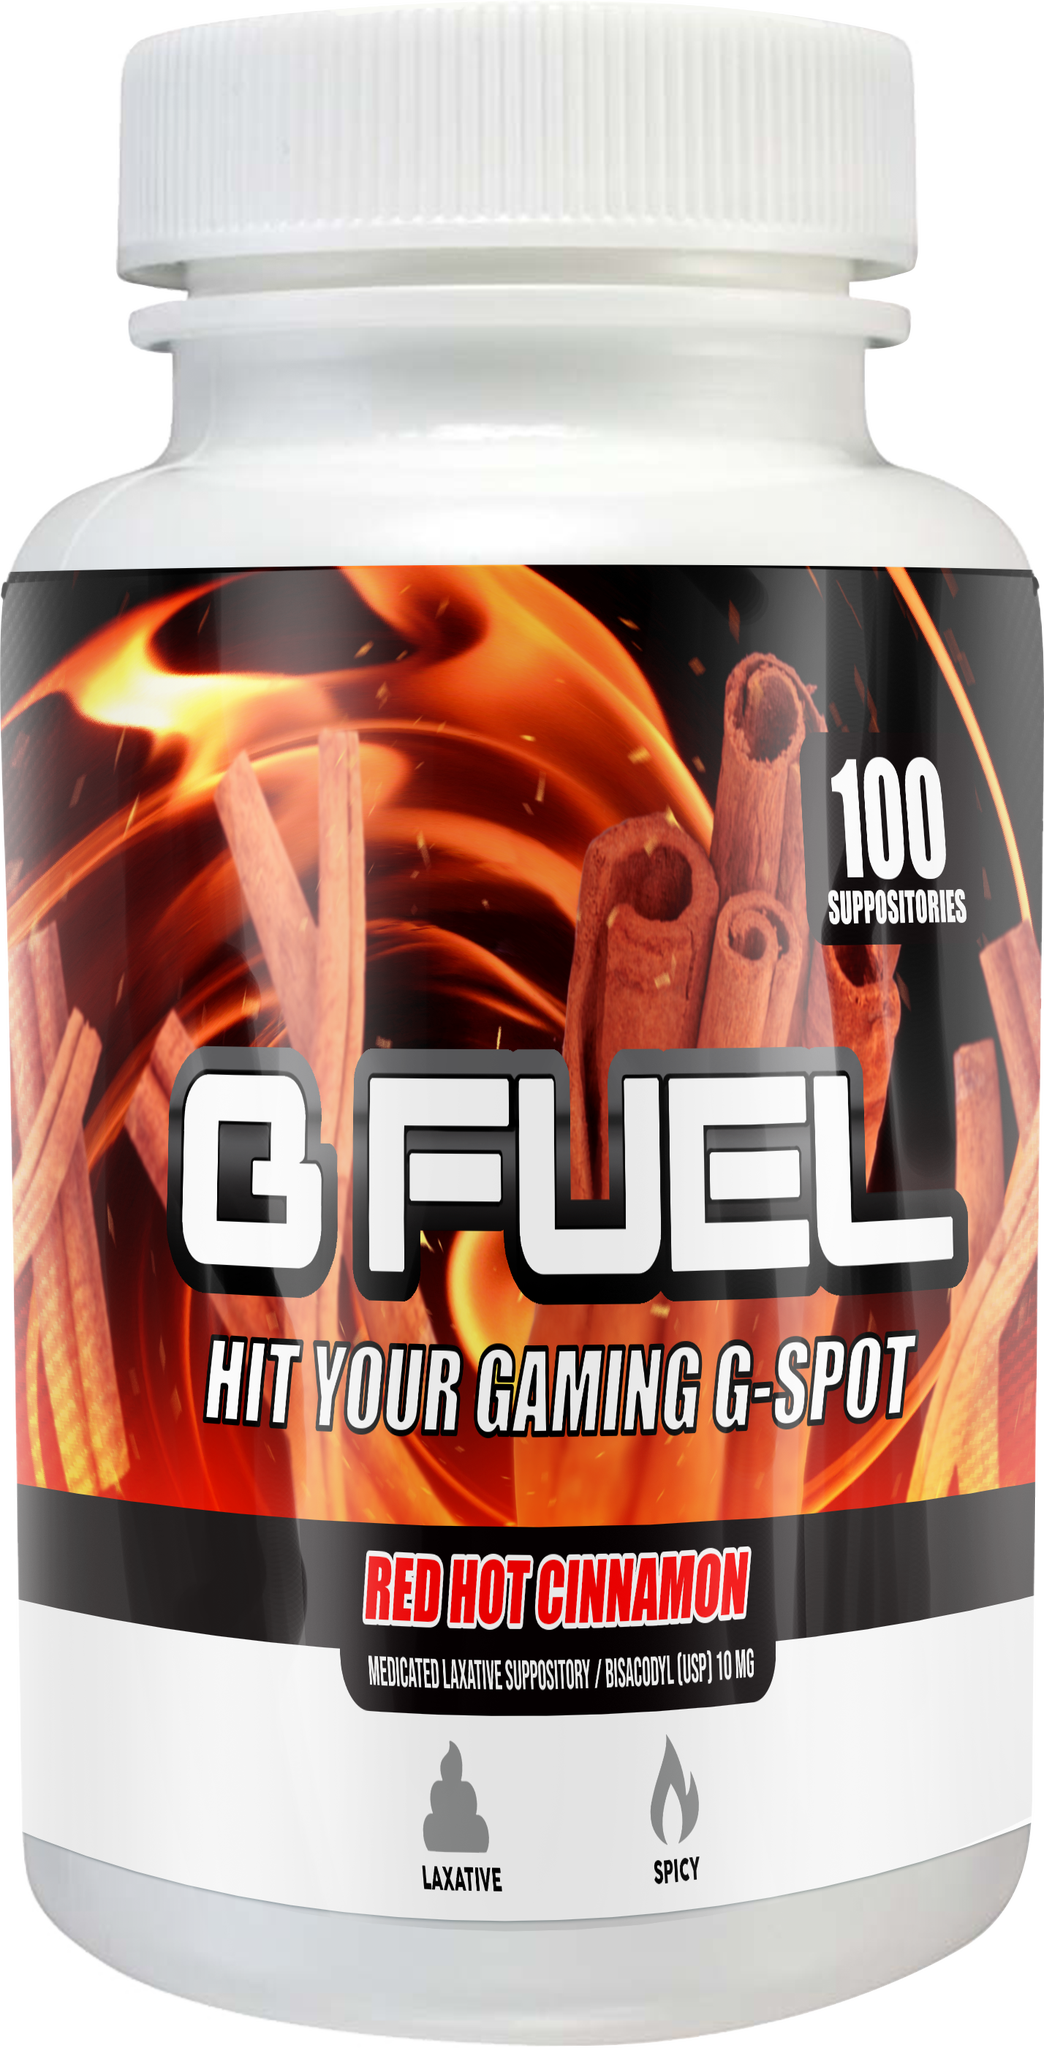 100
SUPPOSITORIES
G FUEL
HIT YOUR GAMING G-SPOT
RED HOT CINNAMON
MEDICATED LAXATIVE SUPPOSITORY / BISACODYL (USP) 10 MG
LAXATIVE
SPICY